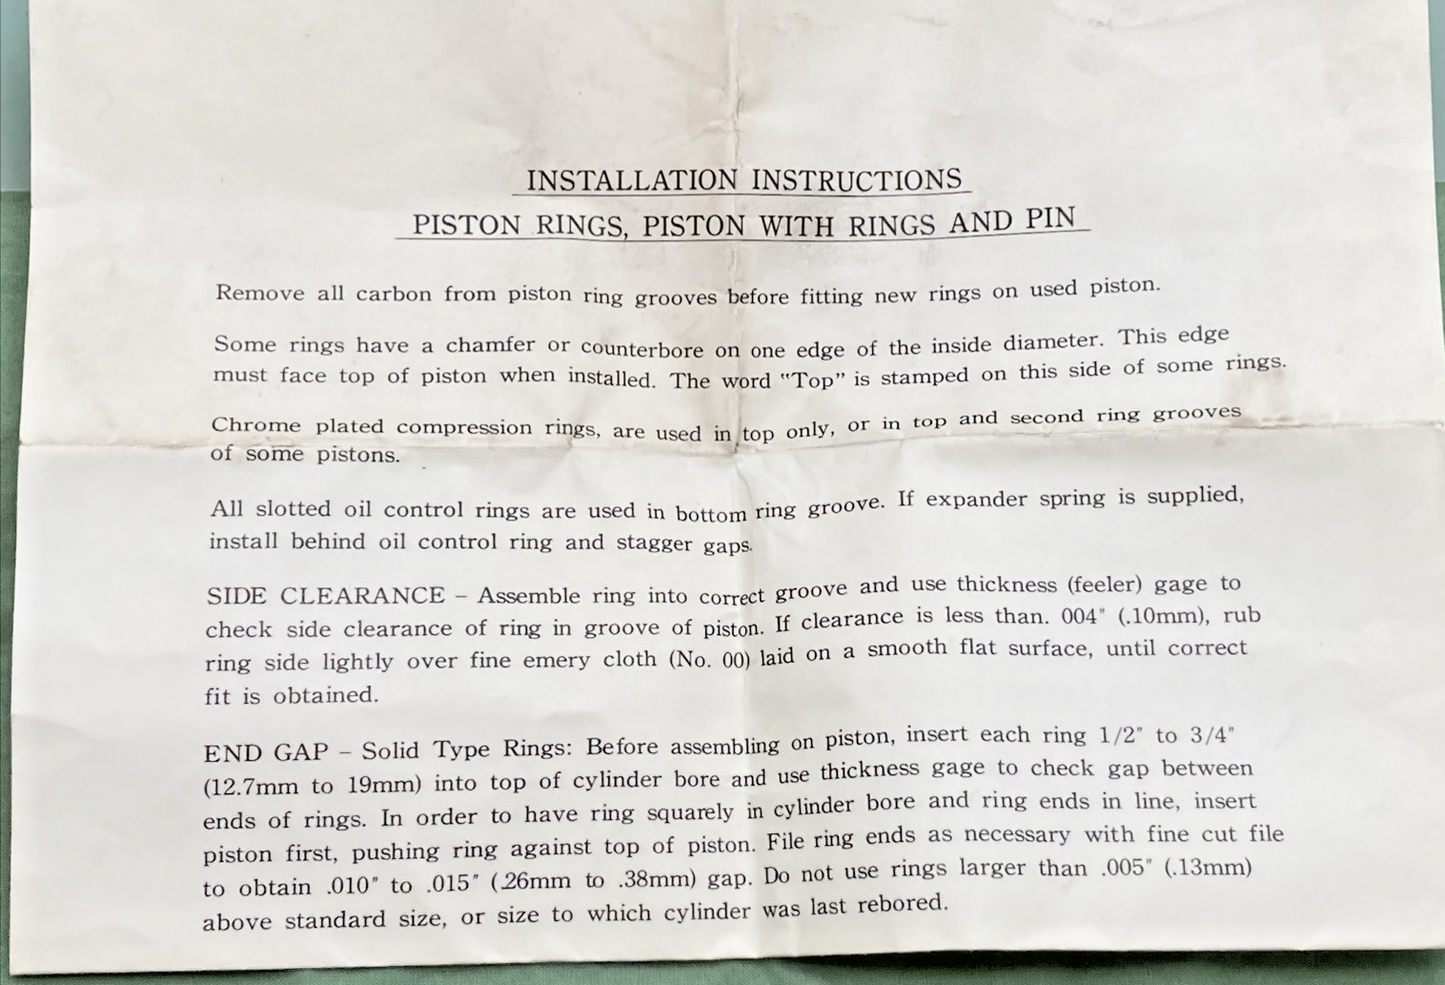 INSTALLATION INSTRUCTIONS
PISTON RINGS, PISTON WITH RINGS AND PIN
Remove all carbon from piston ring grooves before fitting new rings on used piston.
Some rings have a chamfer or counterbore on one edge of the inside diameter. This edge
must face top of piston when installed. The word "Top" is stamped on this side of some rings.
Chrome plated compression rings, are used in top only, or in top and second ring grooves
of some pistons.
All slotted oil control rings are used in bottom ring groove. If expander spring is supplied,
install behind oil control ring and stagger gaps.
SIDE CLEARANCE – Assemble ring into correct groove and use thickness (feeler) gage to
check side clearance of ring in groove of piston. If clearance is less than. 004" (.10mm), rub
ring side lightly over fine emery cloth (No. 00) laid on a smooth flat surface, until correct
fit is obtained.
END GAP – Solid Type Rings: Before assembling on piston, insert each ring 1/2" to 3/4"
(12.7mm to 19mm) into top of cylinder bore and use thickness gage to check gap between
ends of rings. In order to have ring squarely in cylinder bore and ring ends in line, insert
piston first, pushing ring against top of piston. File ring ends as necessary with fine cut file
to obtain .010" to .015" (.26mm to .38mm) gap. Do not use rings larger than .005" (.13mm)
above standard size, or size to which cylinder was last rebored.